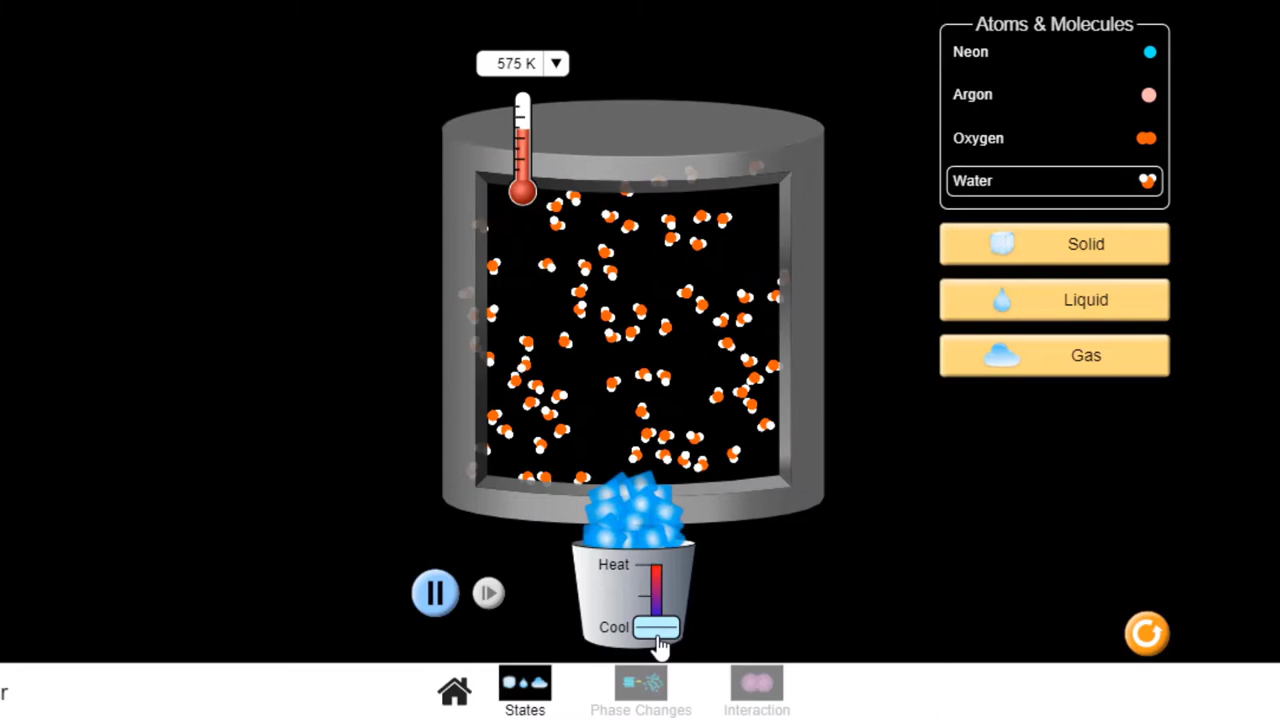 Atoms & Molecules
Neon
575 K
Argon
Oxygen
Water
Solid
Liquid
Gas
Heat
Cool
r
States
Phase Changes
Interaction